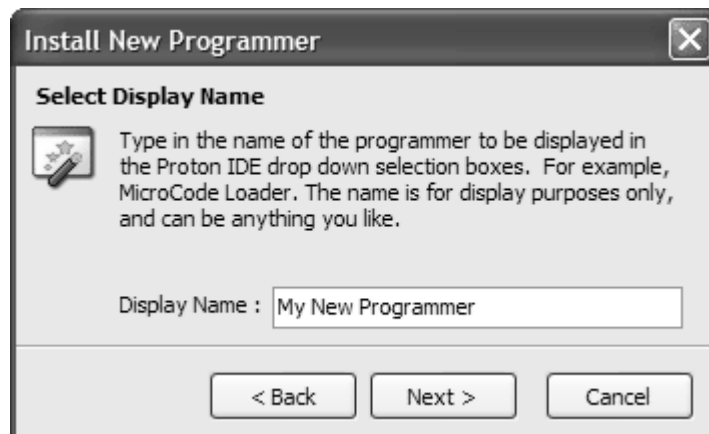 Install New Programmer
Select Display Name
Type in the name of the programmer to be displayed in
the Proton IDE drop down selection boxes.  For example,
MicroCode Loader. The name is for display purposes only,
and can be anything you like.
Display Name : My New Programmer
< Back Next > Cancel